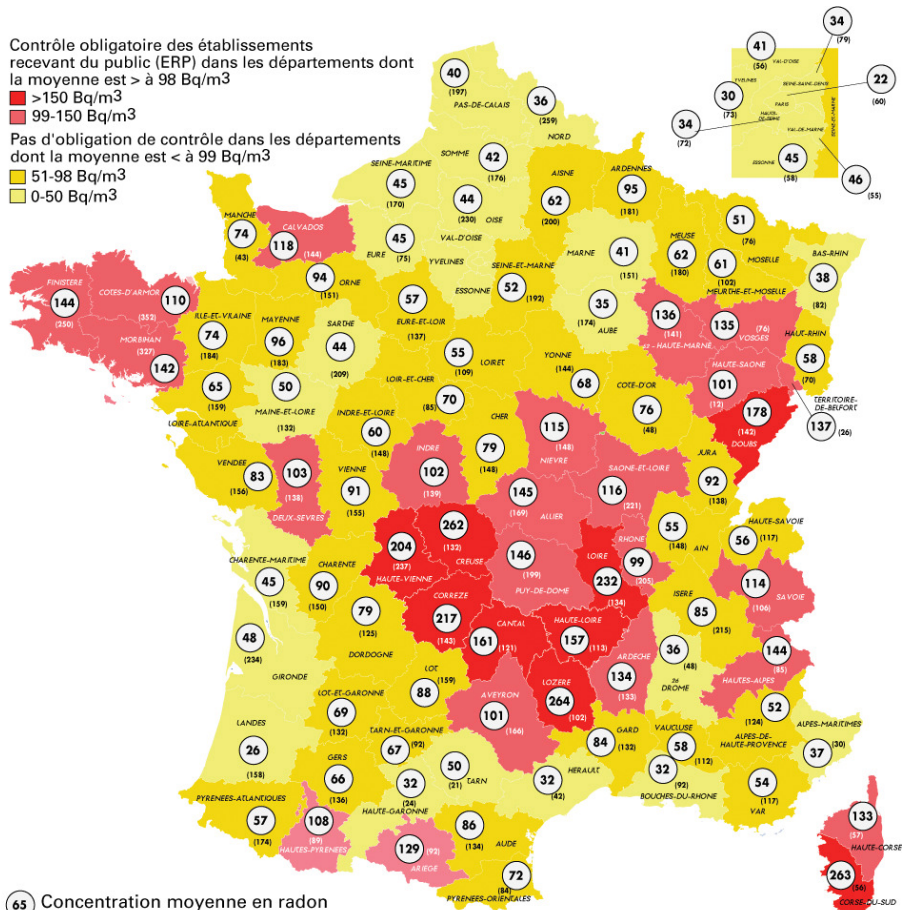 Contrôle obligatoire des établissements
recevant du public (ERP) dans les départements dont
la moyenne est > à 98 Bq/m3
>150 Bq/m3
99-150 Bq/m3
Pas d'obligation de contrôle dans les départements
dont la moyenne est < à 99 Bq/m3
51-98 Bq/m3
0-50 Bq/m3
34
(79)
41
(56)
VAL-D'OISE
YVELINES
SEINE-SAINT-DENIS
22
(60)
30
(73)
PARIS
HAUTS-
DE-SEINE
34
(72)
VAL-DE-MARNE
SEINE-ET-MARNE
ESSONNE
45
(58)
46
(55)
40
(197)
PAS-DE-CALAIS
36
(259)
NORD
SOMME
42
(176)
SEINE-MARITIME
45
(170)
44
(230)
OISE
AISNE
62
(200)
ARDENNES
95
(181)
MANCHE
74
(43)
CALVADOS
118
(144)
45
EURE
(75)
VAL-D'OISE
YVELINES
ESSONNE
SEINE-ET-MARNE
52
(192)
MARNE
41
(151)
MEUSE
62
(180)
51
(76)
MOSELLE
61
(102)
MEURTHE-ET-MOSELLE
BAS-RHIN
38
(82)
FINISTERE
144
(250)
COTES-D'ARMOR
110
(352)
MORBIHAN
(327)
142
94
(151)
ORNE
57
EURE-ET-LOIR
(137)
35
(174)
AUBE
136
(141)
HAUTE-MARNE
135
(76)
VOSGES
HAUT-RHIN
58
(70)
ILLE-ET-VILAINE
74
(184)
MAYENNE
96
(183)
SARTHE
44
(209)
55
(109)
LOIRET
YONNE
(144)
68
COTE-D'OR
76
(48)
HAUTE-SAONE
101
(12)
TERRITOIRE-
DE-BELFORT
137
(26)
65
(159)
LOIRE-ATLANTIQUE
50
MAINE-ET-LOIRE
(132)
LOIR-ET-CHER
70
(85)
INDRE-ET-LOIRE
60
(148)
CHER
79
(148)
115
(148)
NIEVRE
178
(142)
DOUBS
VENDEE
83
(156)
103
(138)
DEUX-SEVRES
VIENNE
91
(155)
INDRE
102
(139)
145
(169)
ALLIER
SAONE-ET-LOIRE
116
(221)
JURA
92
(138)
204
(237)
HAUTE-VIENNE
262
(132)
CREUSE
146
(199)
PUY-DE-DOME
LOIRE
232
(134)
RHONE
99
(205)
55
(148)
AIN
HAUTE-SAVOIE
56
(117)
114
(106)
SAVOIE
CHARENTE-MARITIME
45
(159)
CHARENTE
90
(150)
79
(125)
DORDOGNE
CORREZE
217
(143)
CANTAL
161
(121)
HAUTE-LOIRE
157
(113)
ISERE
85
(215)
ARDECHE
134
(133)
36
(48)
26
DROME
144
(85)
HAUTES-ALPES
48
(234)
GIRONDE
LOT
(159)
88
AVEYRON
101
(166)
LOZERE
264
(102)
LOT-ET-GARONNE
69
(132)
TARN-ET-GARONNE
67
(92)
LANDES
26
(158)
GERS
66
(136)
32
(24)
HAUTE-GARONNE
50
(21)
TARN
32
(42)
HERAULT
GARD
84
(132)
VAUCLUSE
58
(112)
32
(92)
BOUCHES-DU-RHONE
52
(124)
ALPES-DE-
HAUTE-PROVENCE
ALPES-MARITIMES
(30)
37
54
(117)
VAR
PYRENEES-ATLANTIQUES
57
(174)
108
(89)
HAUTES-PYRENEES
129
(92)
ARIEGE
86
(134)
AUDE
72
(84)
PYRENEES-ORIENTALES
133
(57)
HAUTE-CORSE
263
(56)
CORSE-DU-SUD
65 Concentration moyenne en radon